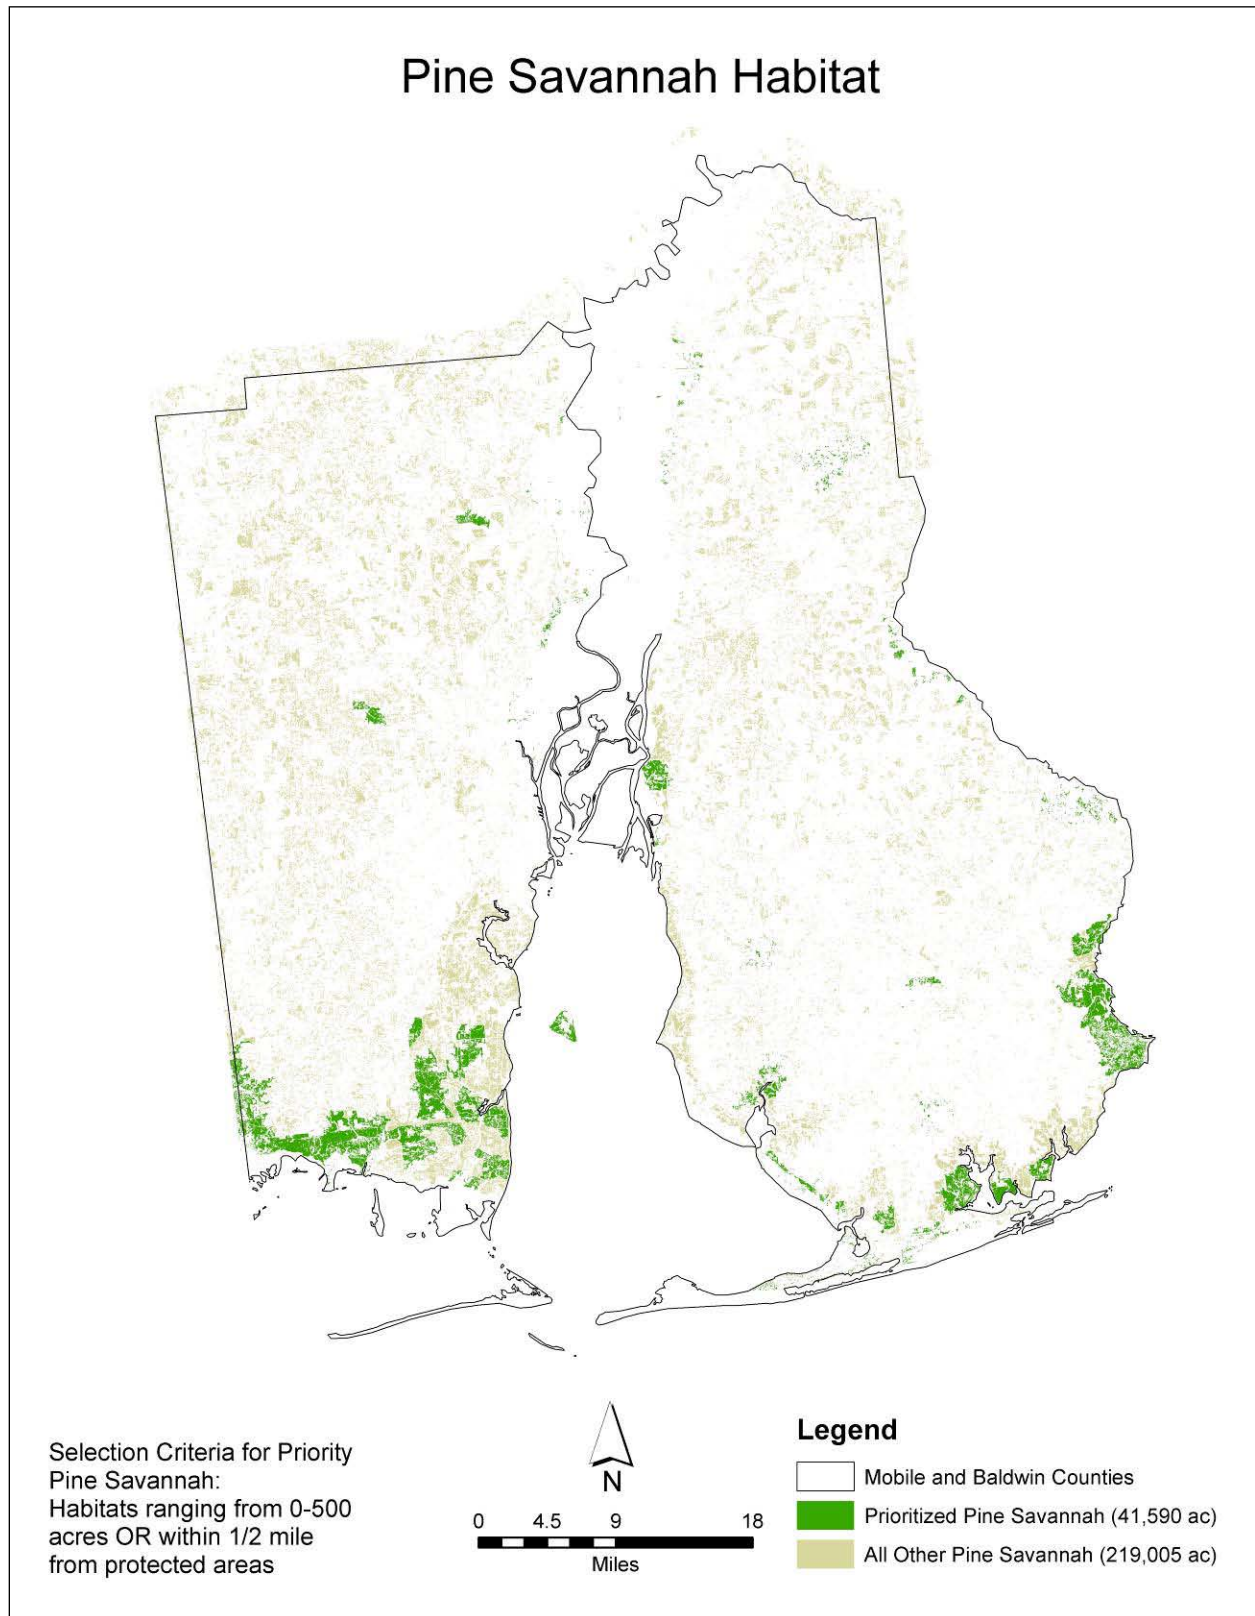 Pine Savannah Habitat
Selection Criteria for Priority
Pine Savannah:
Habitats ranging from 0-500
acres OR within 1/2 mile
from protected areas
N
0 4.5 9 18
Miles
Legend
Mobile and Baldwin Counties
Prioritized Pine Savannah (41,590 ac)
All Other Pine Savannah (219,005 ac)